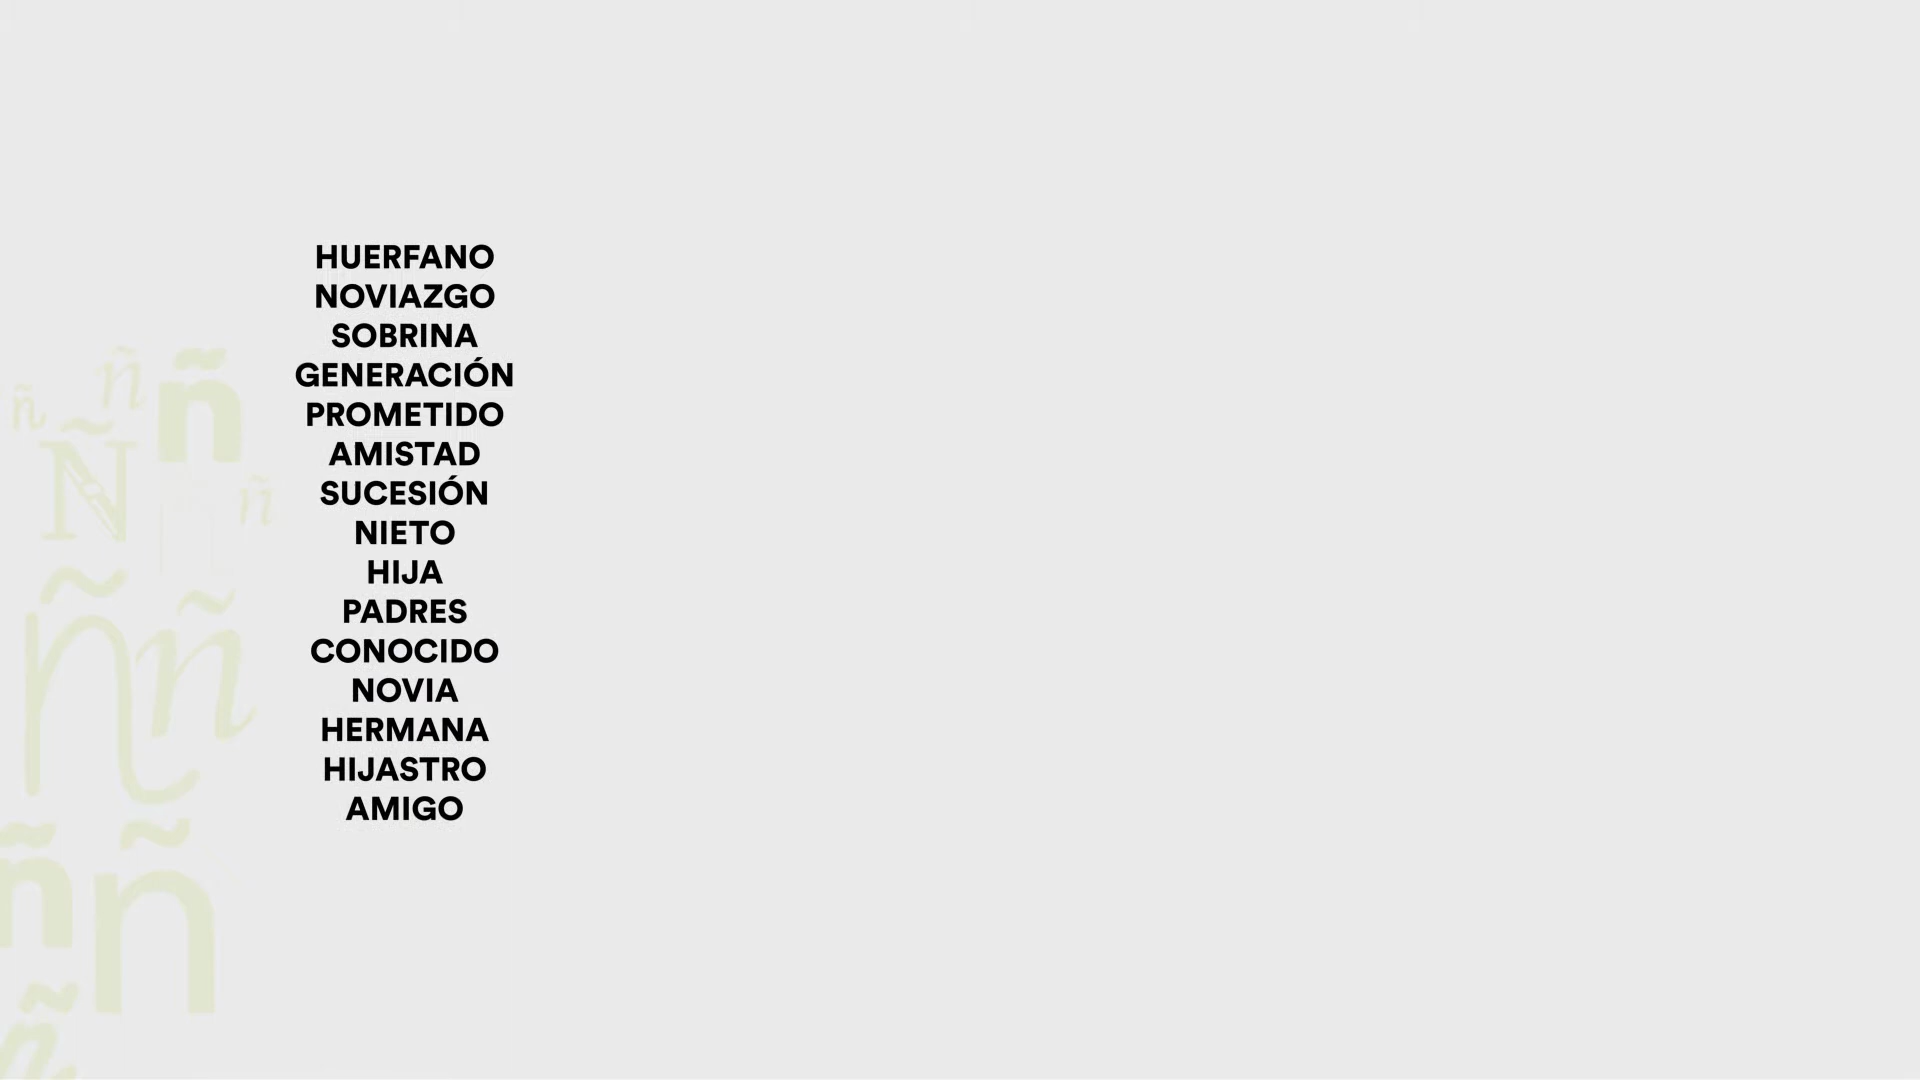 HUERFANO
NOVIAZGO
SOBRINA
GENERACIÓN
PROMETIDO
AMISTAD
SUCESIÓN
NIETO
HIJA
PADRES
CONOCIDO
NOVIA
HERMANA
HIJASTRO
AMIGO
ñ
ñ
ñ
Ñ
ñ
ñ
ñ
ñ
ñ
ñ